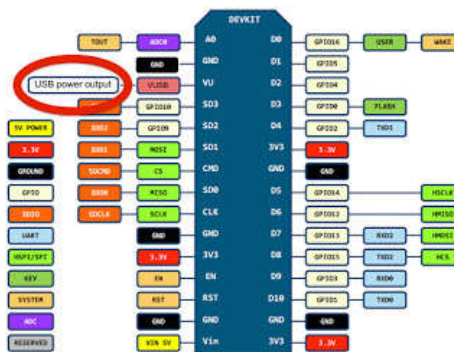 DEVKIT
TOUT ADC0 A0 D0 GPIO16 USER WAKE
GND GND D1 GPIO5
USB power output VUSB VU D2 GPIO4
GPIO10 SD3 D3 GPIO0 FLASH
5V POWER SDD2 GPIO9 SD2 D4 GPIO2 TXD1
3.3V SDD1 MOSI SD1 3V3 3.3V
GROUND SDCMD CS CMD GND GND
GPIO SDD0 MISO SD0 D5 GPIO14 HSCLK
SDIO SDCLK SCLK CLK D6 GPIO12 HMISO
UART GND GND D7 GPIO13 RXD2 HMOSI
HSPI/SPI 3.3V 3V3 D8 GPIO15 TXD2 HCS
KEY EN EN D9 GPIO3 RXD0
SYSTEM RST RST D10 GPIO1 TXD0
ADC GND GND GND GND
RESERVED VIN 5V Vin 3V3 3.3V